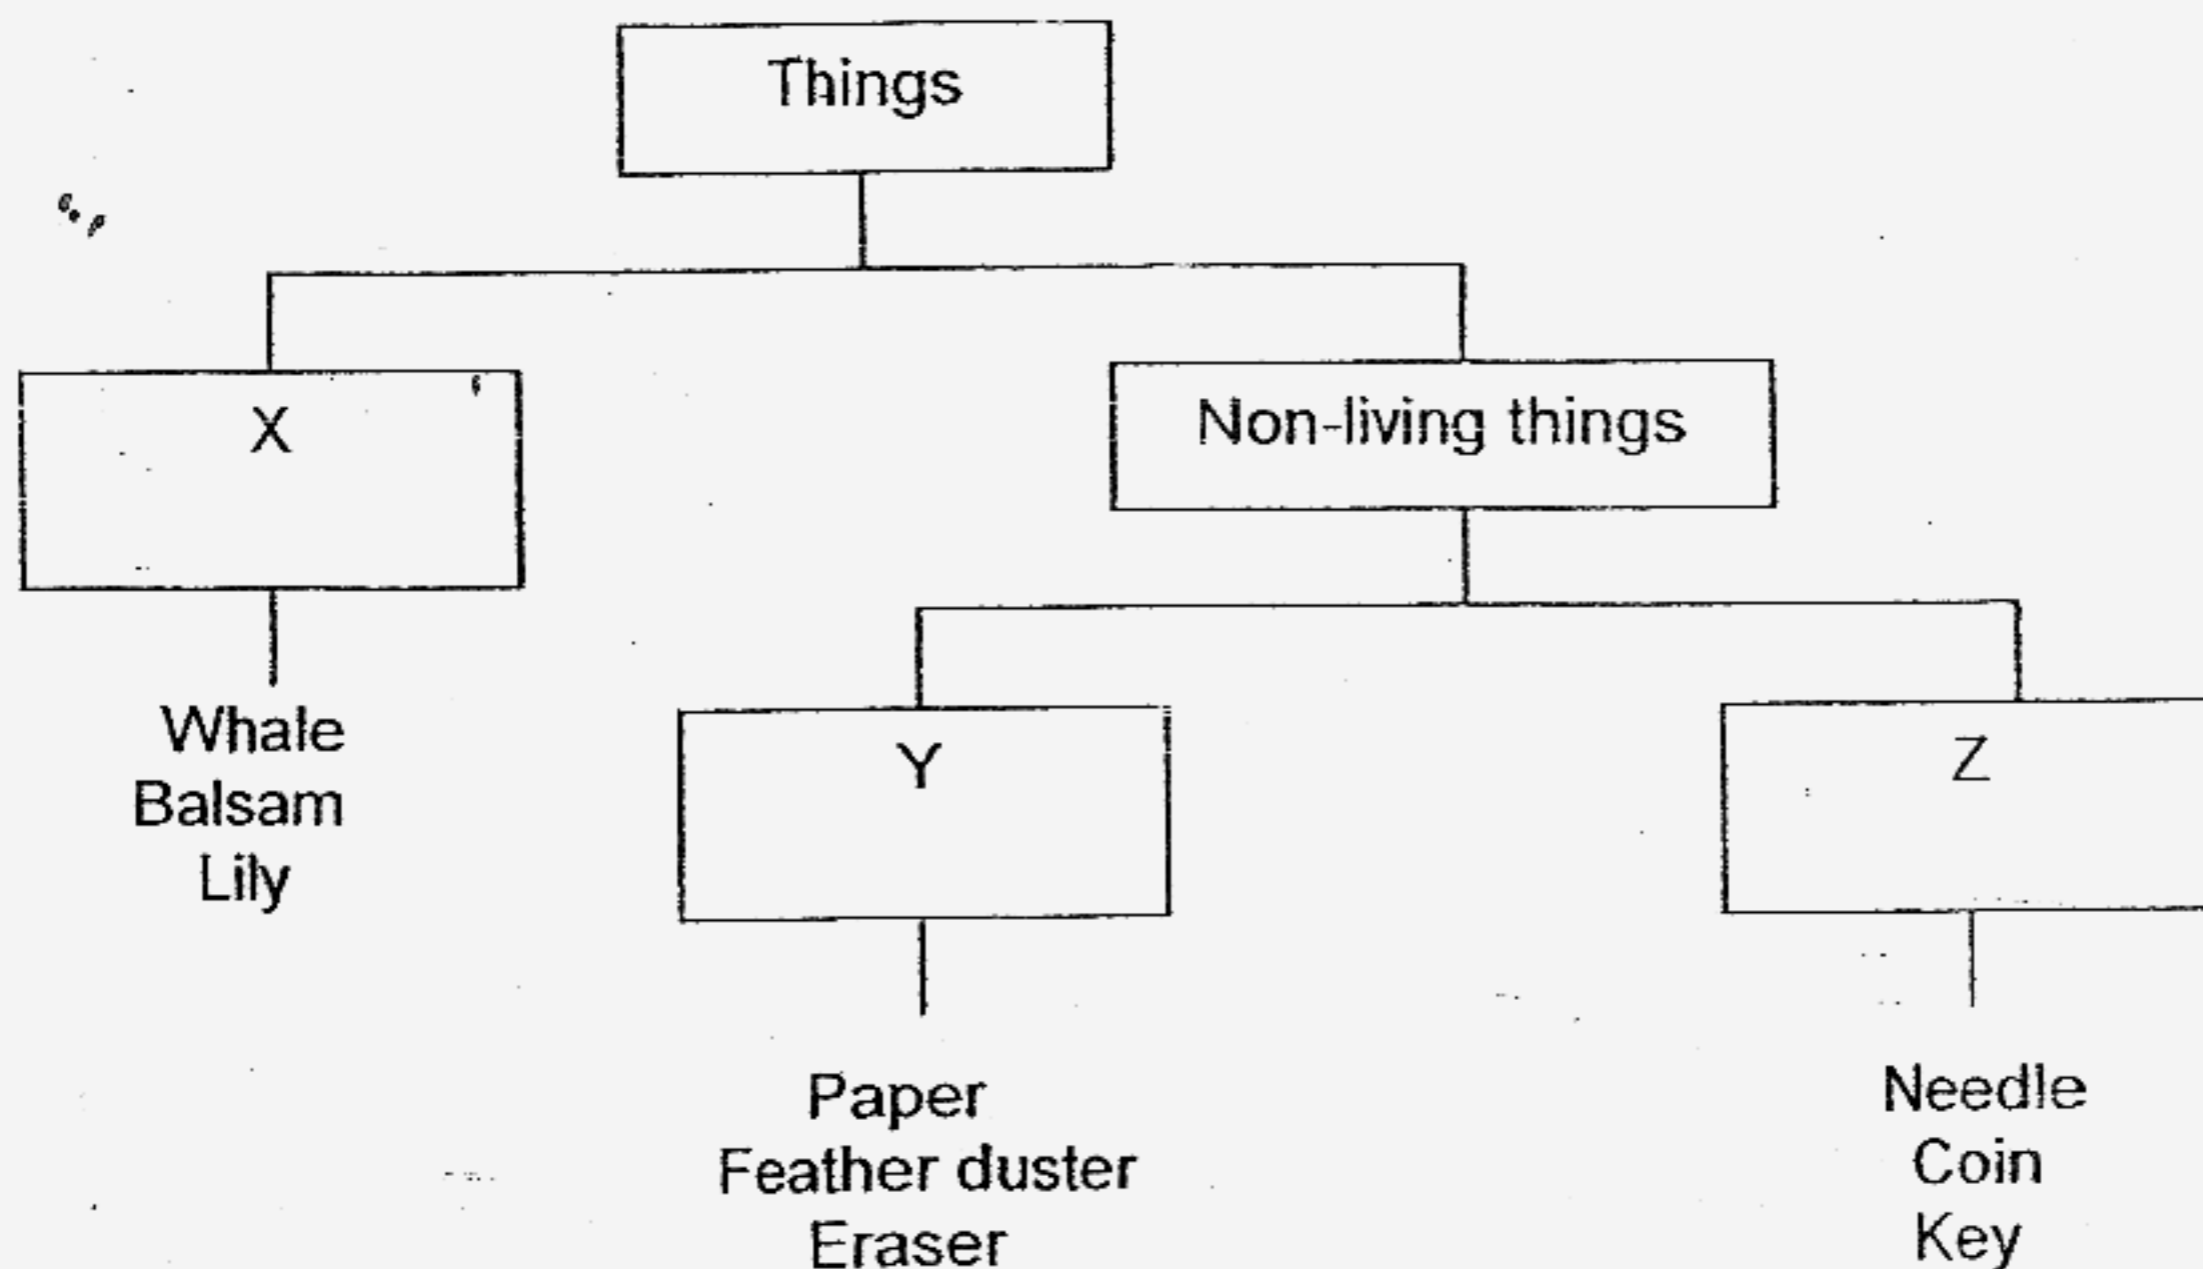 Things
X
Non-living things
Whale
Balsam
Lily
Y
Z
Paper
Feather duster
Eraser
Needle
Coin
Key